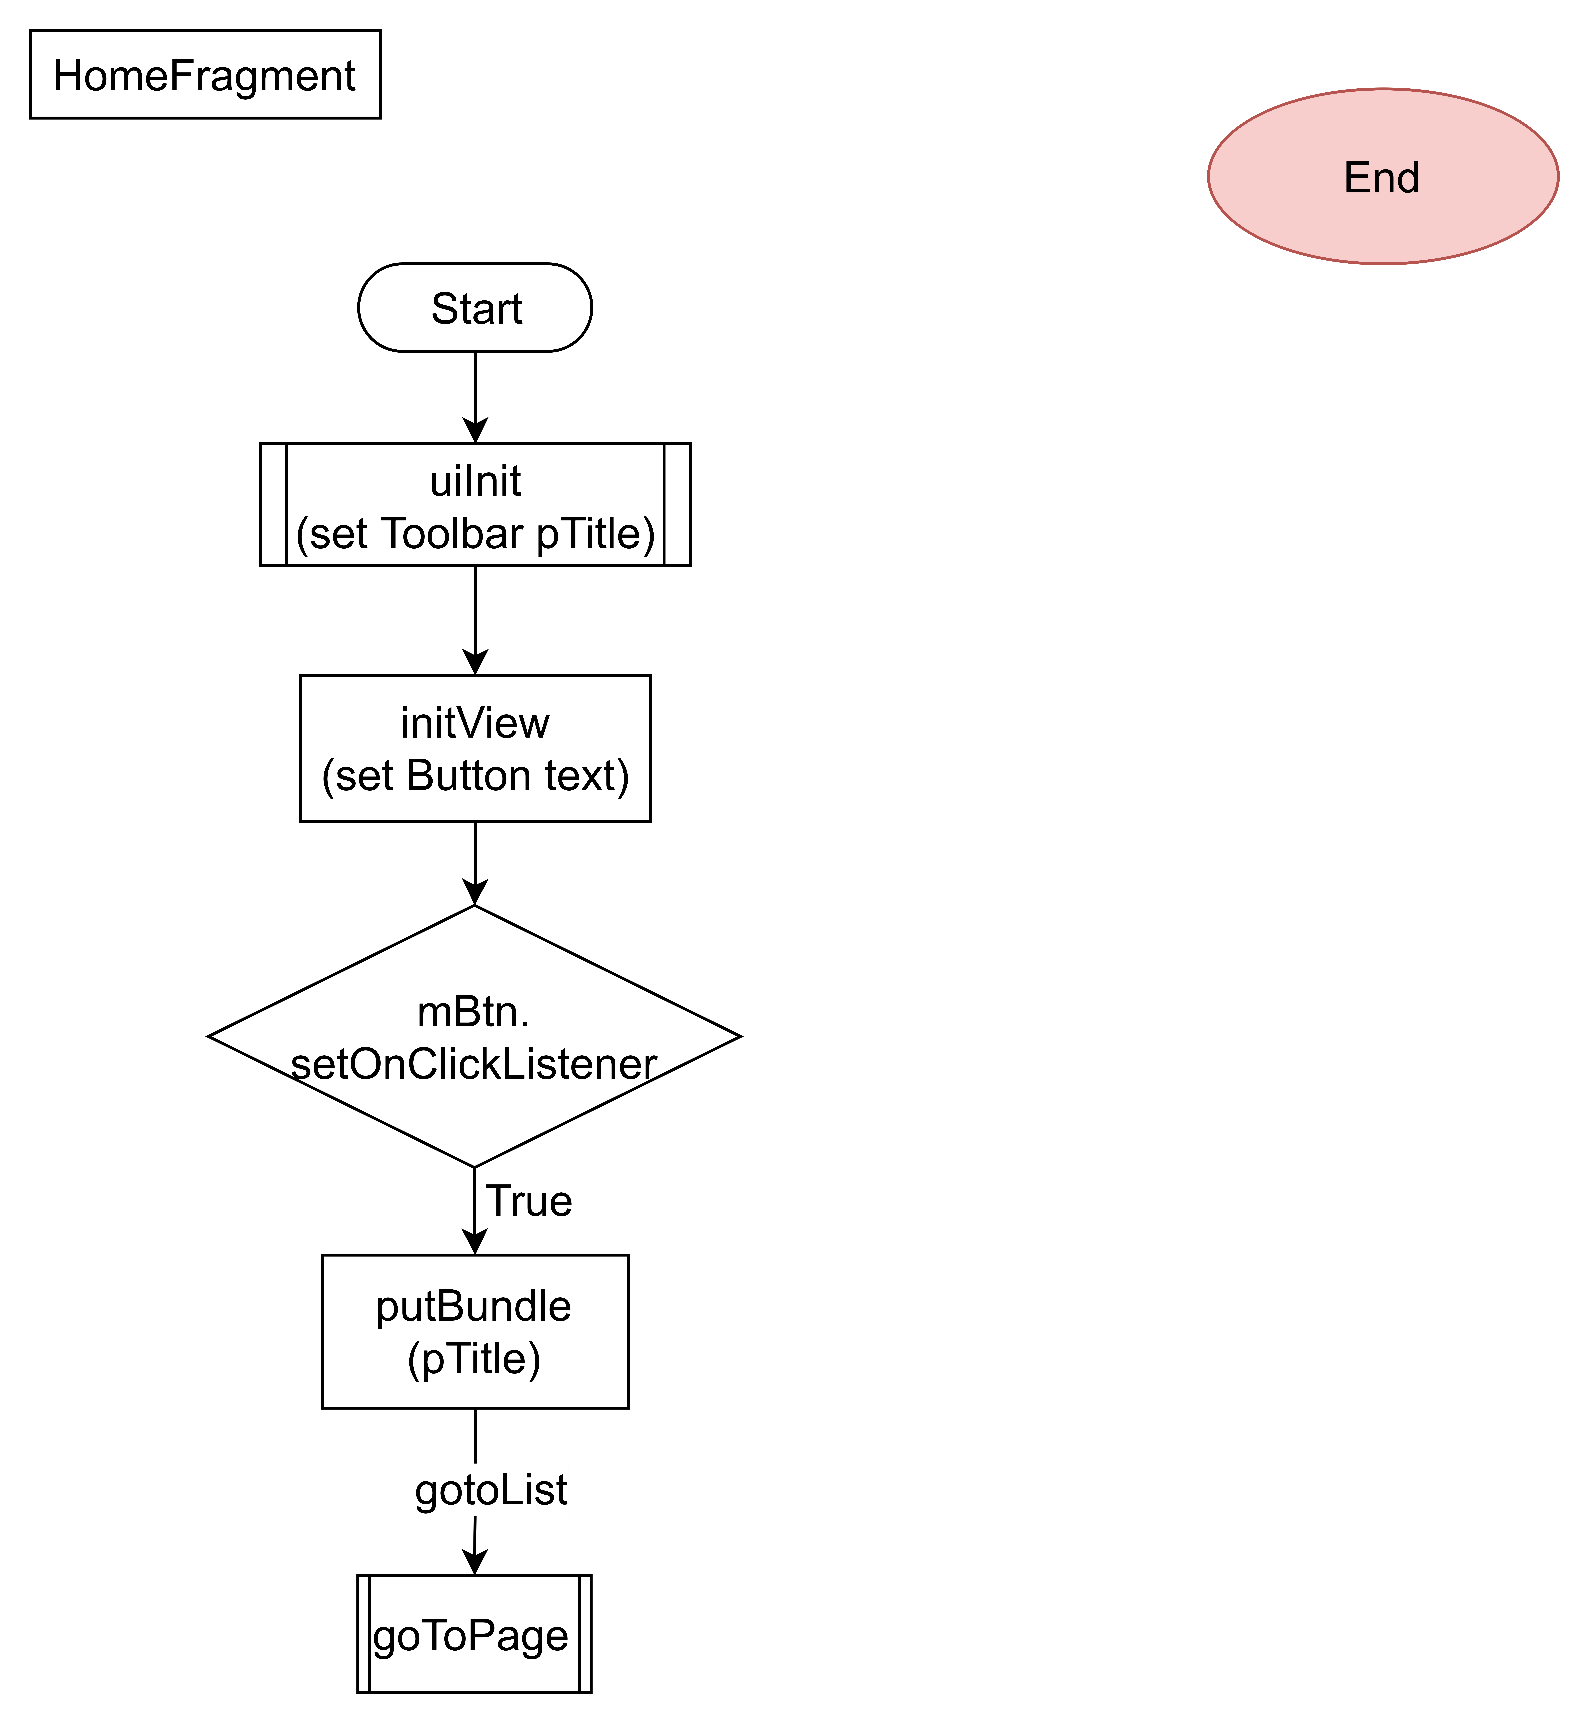 HomeFragment
End
Start
uiInit
(set Toolbar pTitle)
initView
(set Button text)
mBtn.
setOnClickListener
True
putBundle
(pTitle)
gotoList
goToPage